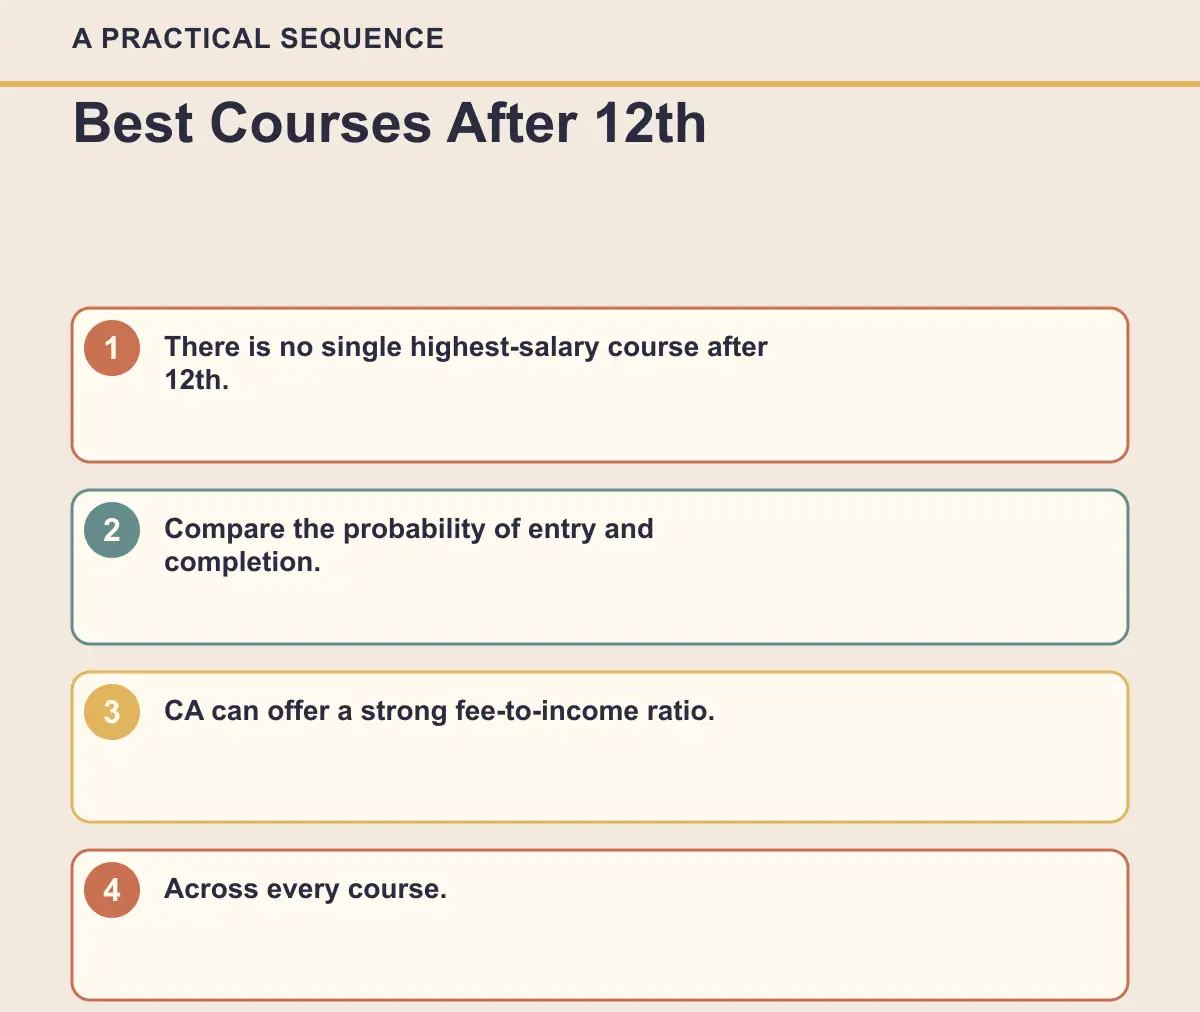 A PRACTICAL SEQUENCE
Best Courses After 12th
1
There is no single highest-salary course after
12th.
2
Compare the probability of entry and
completion.
3
CA can offer a strong fee-to-income ratio.
4
Across every course.